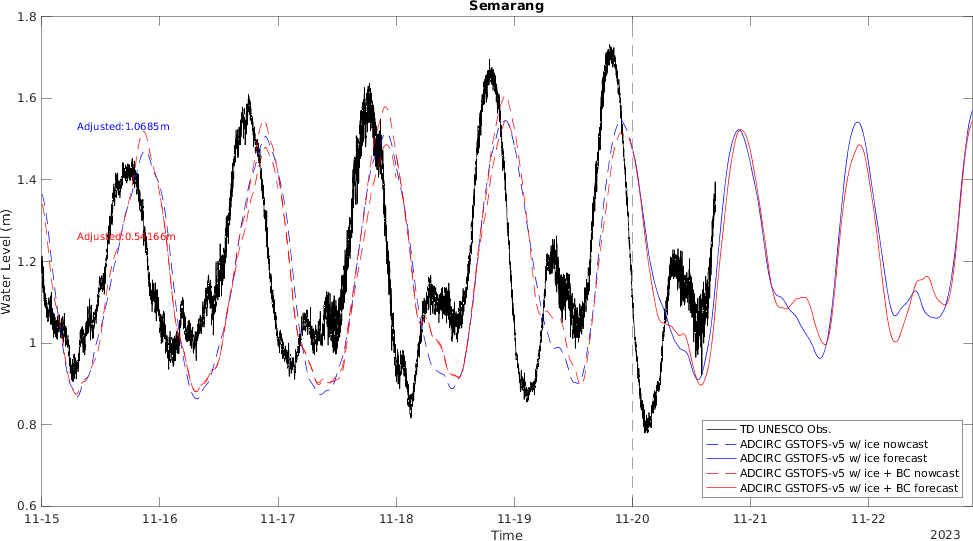 Semarang
1.8
1.6
1.4
1.2
1
0.8
0.6
Water Level (m)
Adjusted:1.0685m
Adjusted:0.54166m
TD UNESCO Obs.
ADCIRC GSTOFS-v5 w/ ice nowcast
ADCIRC GSTOFS-v5 w/ ice forecast
ADCIRC GSTOFS-v5 w/ ice + BC nowcast
ADCIRC GSTOFS-v5 w/ ice + BC forecast
11-15 11-16 11-17 11-18 11-19 11-20 11-21 11-22
Time
2023